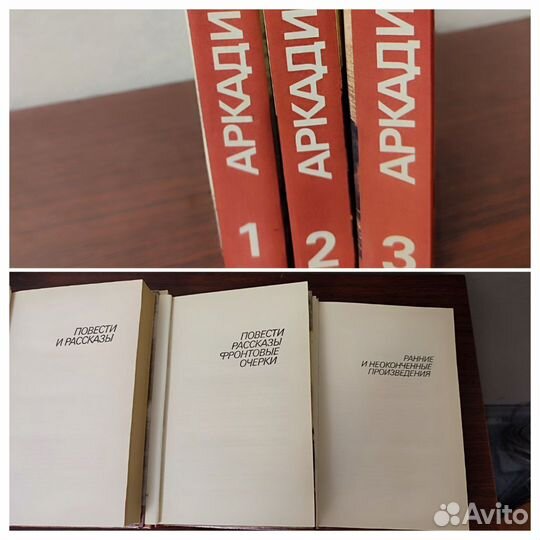 АРКАДИ
1
АРКАДИ
2
АРКАДИ
3
ПОВЕСТИ
И РАССКАЗЫ
ПОВЕСТИ
РАССКАЗЫ
ФРОНТОВЫЕ
ОЧЕРКИ
РАННИЕ
И НЕОКОНЧЕННЫЕ
ПРОИЗВЕДЕНИЯ
Avito